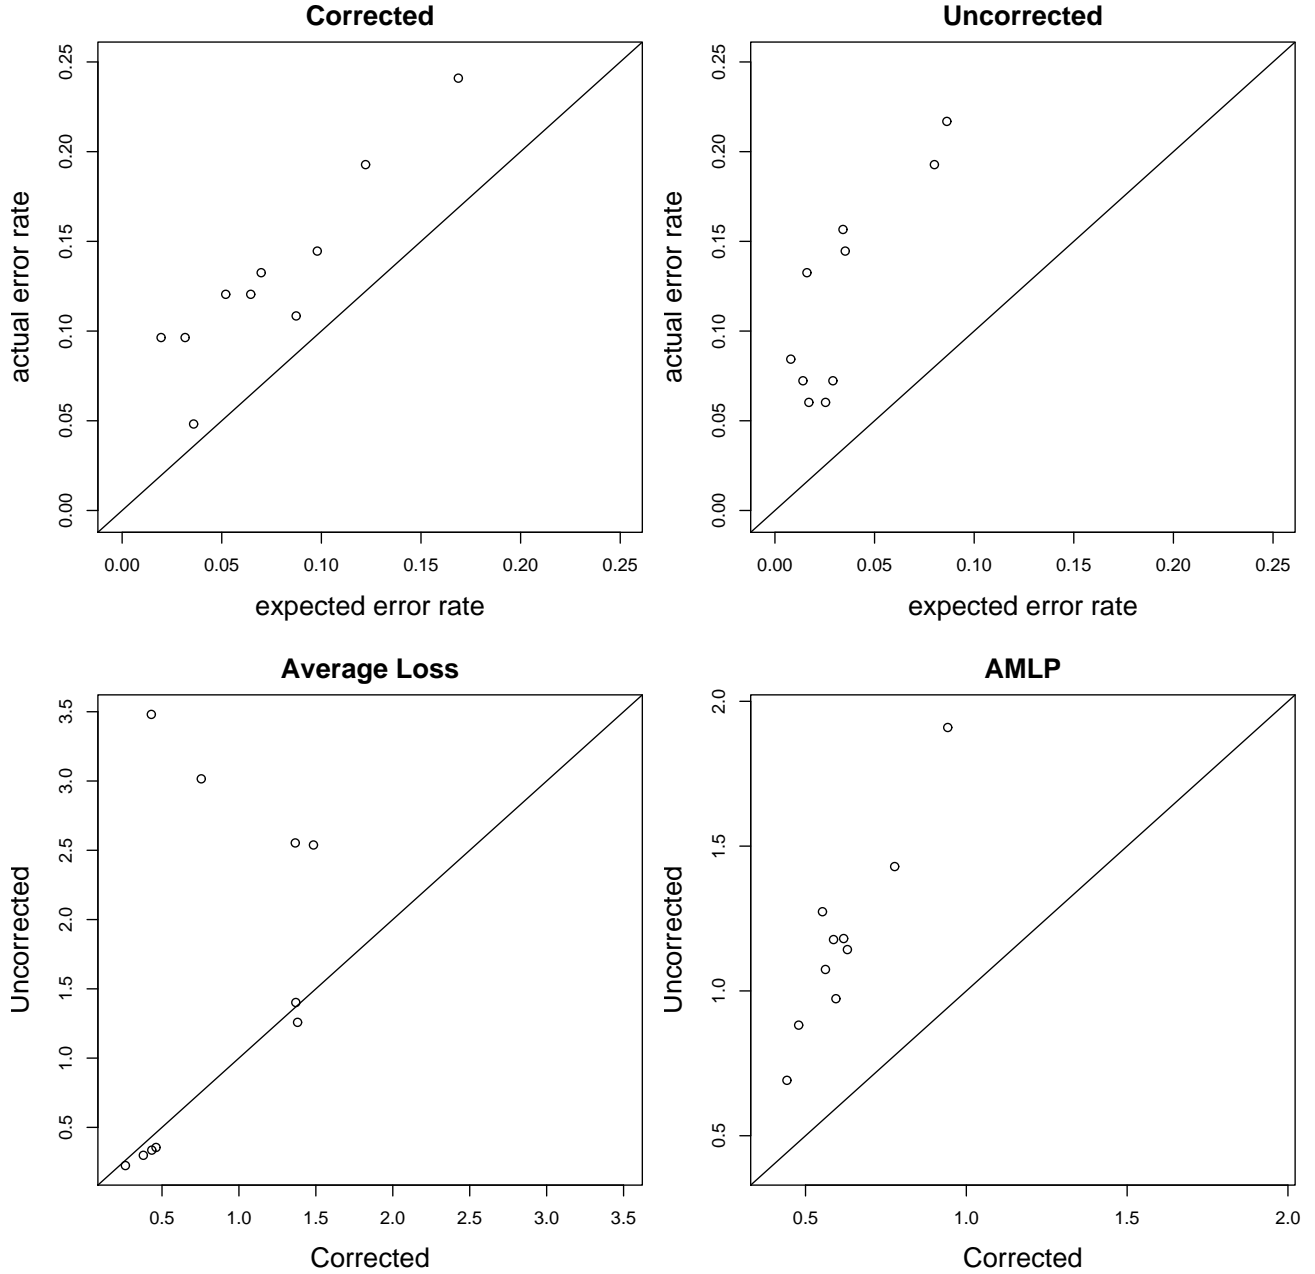 Corrected
actual error rate
0.25
0.20
0.15
0.10
0.05
0.00
0.00 0.05 0.10 0.15 0.20 0.25
expected error rate
Uncorrected
actual error rate
0.25
0.20
0.15
0.10
0.05
0.00
0.00 0.05 0.10 0.15 0.20 0.25
expected error rate
Average Loss
Uncorrected
3.5
3.0
2.5
2.0
1.5
1.0
0.5
0.5 1.0 1.5 2.0 2.5 3.0 3.5
Corrected
AMLP
Uncorrected
2.0
1.5
1.0
0.5
0.5 1.0 1.5 2.0
Corrected